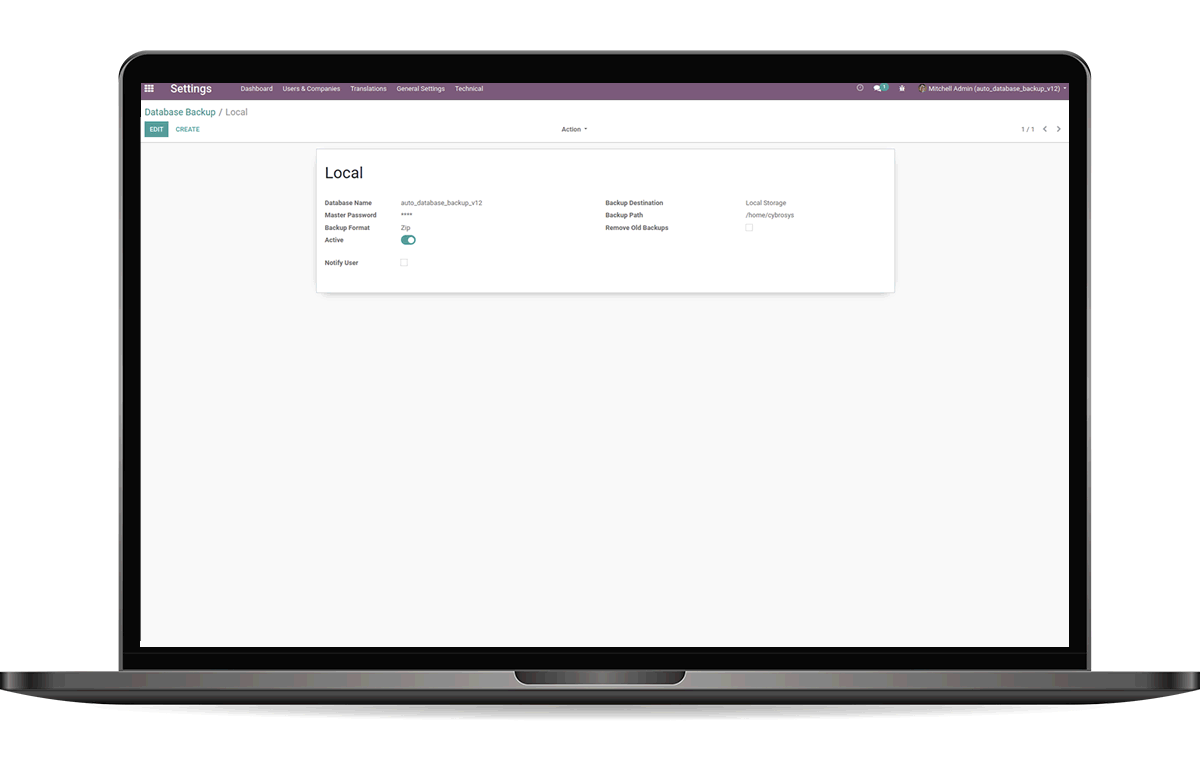 Settings Dashboard Users & Companies Translations General Settings Technical 1 Mitchell Admin (auto_database_backup_v12)
Database Backup / Local
EDIT CREATE Action 1 / 1
Local
Database Name auto_database_backup_v12 Backup Destination Local Storage
Master Password **** Backup Path /home/cybrosys
Backup Format Zip Remove Old Backups
Active
Notify User